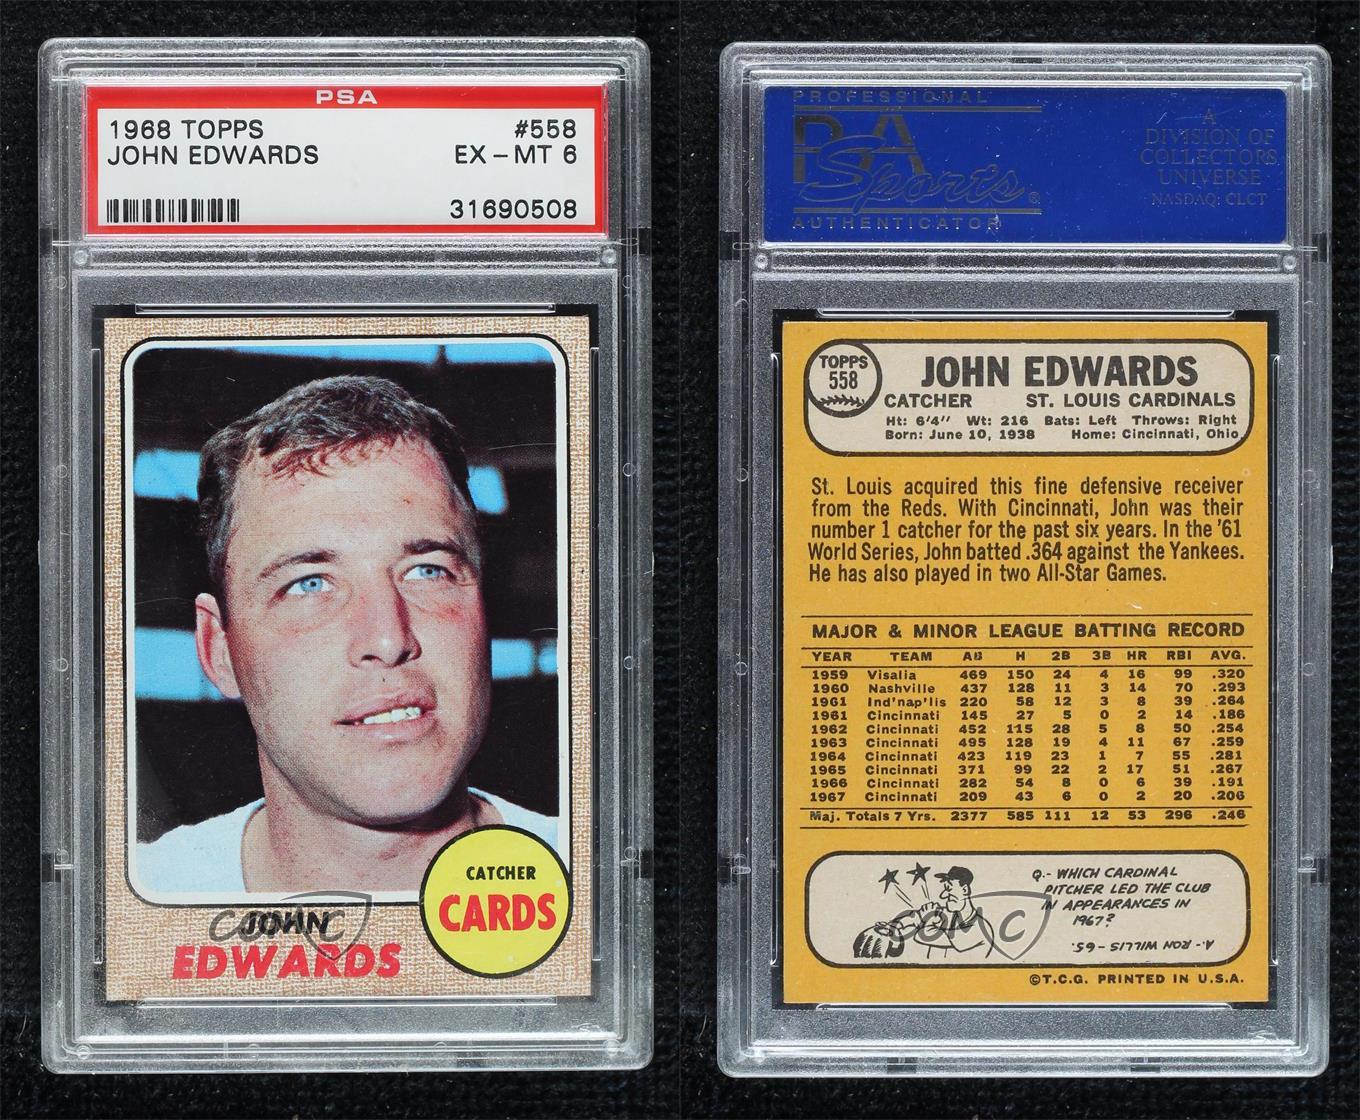 PSA
1968 TOPPS #558
JOHN EDWARDS EX-MT 6
31690508
CATCHER
CARDS
JOHN
EDWARDS
COMC
PROFESSIONAL
PSA
Sports®
AUTHENTICATOR
A
DIVISION OF
COLLECTORS
UNIVERSE
NASDAQ: CLCT
TOPPS
558
JOHN EDWARDS
CATCHER ST. LOUIS CARDINALS
Ht: 6'4" Wt: 216 Bats: Left Throws: Right
Born: June 10, 1938 Home: Cincinnati, Ohio
St. Louis acquired this fine defensive receiver
from the Reds. With Cincinnati, John was their
number 1 catcher for the past six years. In the '61
World Series, John batted .364 against the Yankees.
He has also played in two All-Star Games.
MAJOR & MINOR LEAGUE BATTING RECORD
YEAR TEAM AB H 2B 3B HR RBI AVG.
1959 Visalia 469 150 24 4 16 99 .320
1960 Nashville 437 128 11 3 14 70 .293
1961 Ind'nap'lis 220 58 12 3 8 39 .264
1961 Cincinnati 145 27 5 0 2 14 .186
1962 Cincinnati 452 115 28 5 8 50 .254
1963 Cincinnati 495 128 19 4 11 67 .259
1964 Cincinnati 423 119 23 1 7 55 .281
1965 Cincinnati 371 99 22 2 17 51 .267
1966 Cincinnati 282 54 8 0 6 39 .191
1967 Cincinnati 209 43 6 0 2 20 .206
Maj. Totals 7 Yrs. 2377 585 111 12 53 296 .246
Q.- WHICH CARDINAL
PITCHER LED THE CLUB
IN APPEARANCES IN
1967?
A.- RON WILLIS - 65.
COMC
©T.C.G. PRINTED IN U.S.A.